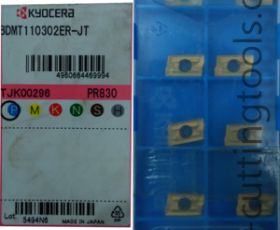 KYOCERA
BDMT110302ER-JT
4960664469994
TJK00296 PR830
P M K N S H
Lot. 5494N6 MADE IN JAPAN
cuttingtools.